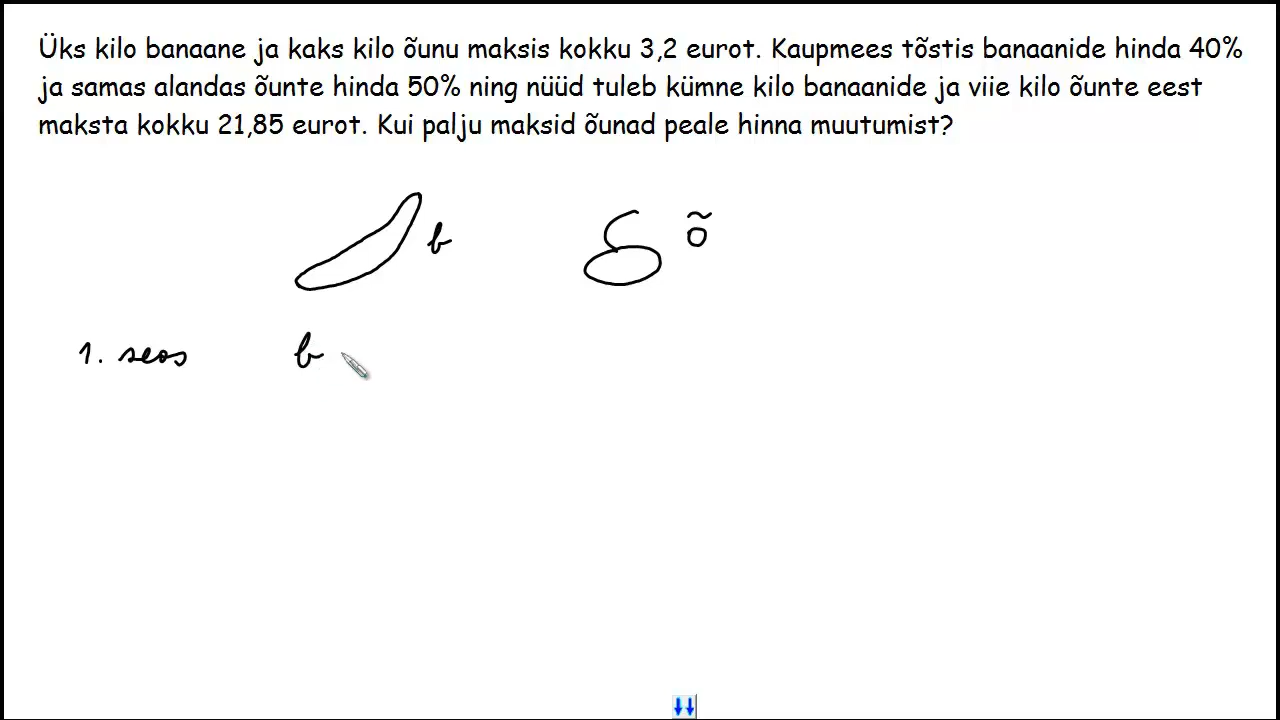 Üks kilo banaane ja kaks kilo õunu maksis kokku 3,2 eurot. Kaupmees tõstis banaanide hinda 40%
ja samas alandas õunte hinda 50% ning nüüd tuleb kümne kilo banaanide ja viie kilo õunte eest
maksta kokku 21,85 eurot. Kui palju maksid õunad peale hinna muutumist?
b õ
1. seos b